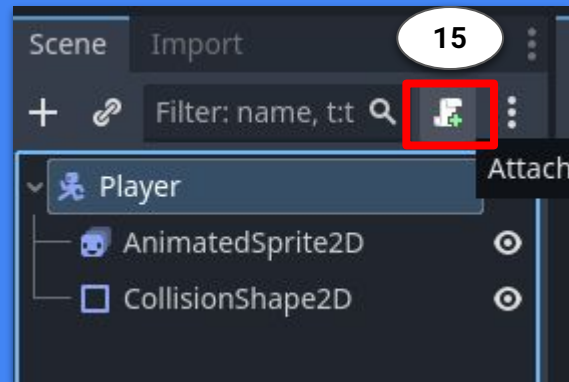 Scene Import 15
Filter: name, t:t
Attach
Player
AnimatedSprite2D
CollisionShape2D